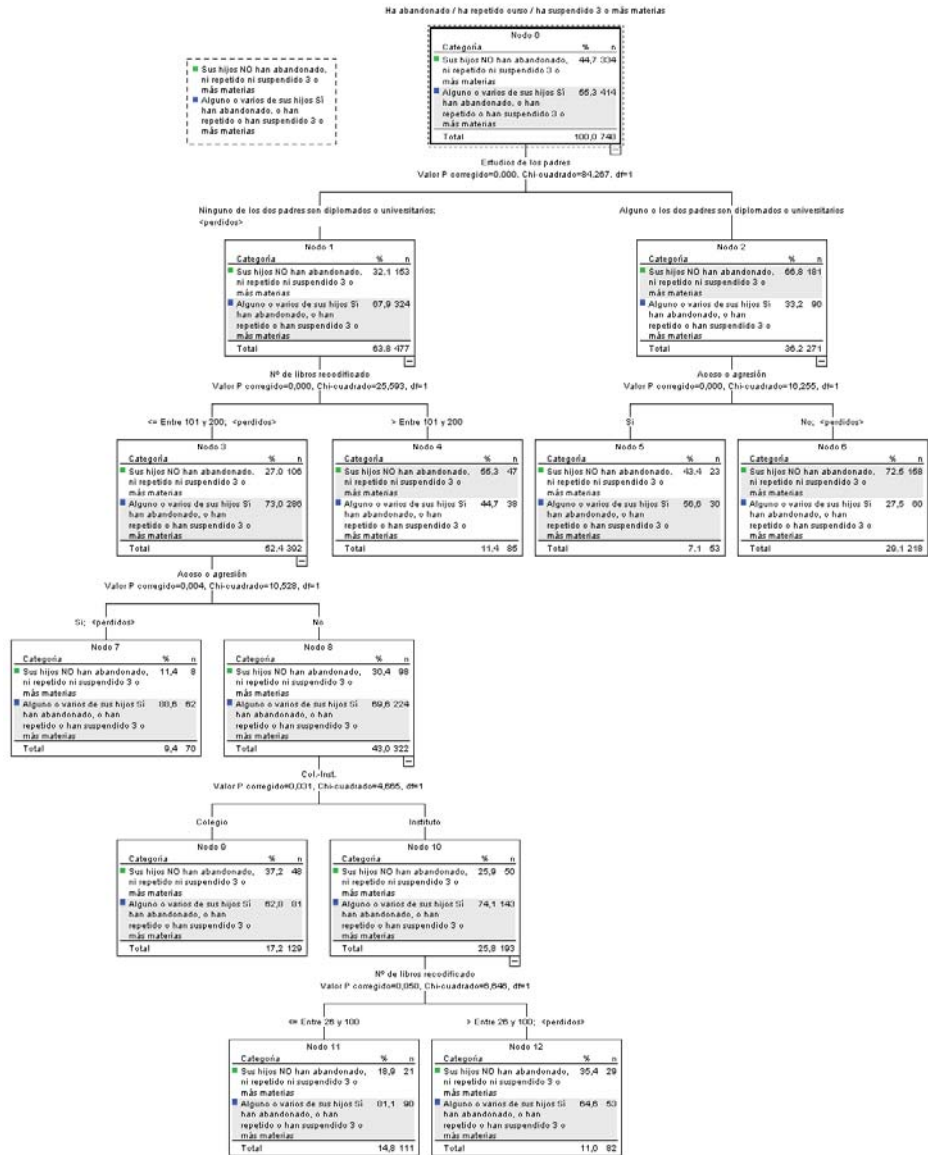 Ha abandonado / ha repetido curso / ha suspendido 3 o más materias
Sus hijos NO han abandonado,
ni repetido ni suspendido 3 o
más materias
Alguno o varios de sus hijos SÍ
han abandonado, o han
repetido o han suspendido 3 o
más materias
Nodo 0
Categoría % n
Sus hijos NO han abandonado, 44,7 334
ni repetido ni suspendido 3 o
más materias
Alguno o varios de sus hijos SÍ 55,3 414
han abandonado, o han
repetido o han suspendido 3 o
más materias
Total 100,0 748
Estudios de los padres
Valor P corregido=0,000, Chi-cuadrado=84,267, df=1
Ninguno de los dos padres son diplomados o universitarios;
<perdidos>
Alguno o los dos padres son diplomados o universitarios
Nodo 1
Categoría % n
Sus hijos NO han abandonado, 32,1 153
ni repetido ni suspendido 3 o
más materias
Alguno o varios de sus hijos SÍ 67,9 324
han abandonado, o han
repetido o han suspendido 3 o
más materias
Total 63,8 477
Nodo 2
Categoría % n
Sus hijos NO han abandonado, 66,8 181
ni repetido ni suspendido 3 o
más materias
Alguno o varios de sus hijos SÍ 33,2 90
han abandonado, o han
repetido o han suspendido 3 o
más materias
Total 36,2 271
Nº de libros recodificado
Valor P corregido=0,000, Chi-cuadrado=25,593, df=1
Acoso o agresión
Valor P corregido=0,000, Chi-cuadrado=16,255, df=1
<= Entre 101 y 200; <perdidos>
> Entre 101 y 200
Sí
No; <perdidos>
Nodo 3
Categoría % n
Sus hijos NO han abandonado, 27,0 106
ni repetido ni suspendido 3 o
más materias
Alguno o varios de sus hijos SÍ 73,0 286
han abandonado, o han
repetido o han suspendido 3 o
más materias
Total 52,4 392
Nodo 4
Categoría % n
Sus hijos NO han abandonado, 55,3 47
ni repetido ni suspendido 3 o
más materias
Alguno o varios de sus hijos SÍ 44,7 38
han abandonado, o han
repetido o han suspendido 3 o
más materias
Total 11,4 85
Nodo 5
Categoría % n
Sus hijos NO han abandonado, 43,4 23
ni repetido ni suspendido 3 o
más materias
Alguno o varios de sus hijos SÍ 56,6 30
han abandonado, o han
repetido o han suspendido 3 o
más materias
Total 7,1 53
Nodo 6
Categoría % n
Sus hijos NO han abandonado, 72,5 158
ni repetido ni suspendido 3 o
más materias
Alguno o varios de sus hijos SÍ 27,5 60
han abandonado, o han
repetido o han suspendido 3 o
más materias
Total 29,1 218
Acoso o agresión
Valor P corregido=0,004, Chi-cuadrado=10,528, df=1
Sí; <perdidos>
No
Nodo 7
Categoría % n
Sus hijos NO han abandonado, 11,4 8
ni repetido ni suspendido 3 o
más materias
Alguno o varios de sus hijos SÍ 88,6 62
han abandonado, o han
repetido o han suspendido 3 o
más materias
Total 9,4 70
Nodo 8
Categoría % n
Sus hijos NO han abandonado, 30,4 98
ni repetido ni suspendido 3 o
más materias
Alguno o varios de sus hijos SÍ 69,6 224
han abandonado, o han
repetido o han suspendido 3 o
más materias
Total 43,0 322
Col.-Inst.
Valor P corregido=0,031, Chi-cuadrado=4,665, df=1
Colegio
Instituto
Nodo 9
Categoría % n
Sus hijos NO han abandonado, 37,2 48
ni repetido ni suspendido 3 o
más materias
Alguno o varios de sus hijos SÍ 62,8 81
han abandonado, o han
repetido o han suspendido 3 o
más materias
Total 17,2 129
Nodo 10
Categoría % n
Sus hijos NO han abandonado, 25,9 50
ni repetido ni suspendido 3 o
más materias
Alguno o varios de sus hijos SÍ 74,1 143
han abandonado, o han
repetido o han suspendido 3 o
más materias
Total 25,8 193
Nº de libros recodificado
Valor P corregido=0,050, Chi-cuadrado=6,646, df=1
<= Entre 26 y 100
> Entre 26 y 100; <perdidos>
Nodo 11
Categoría % n
Sus hijos NO han abandonado, 18,9 21
ni repetido ni suspendido 3 o
más materias
Alguno o varios de sus hijos SÍ 81,1 90
han abandonado, o han
repetido o han suspendido 3 o
más materias
Total 14,8 111
Nodo 12
Categoría % n
Sus hijos NO han abandonado, 35,4 29
ni repetido ni suspendido 3 o
más materias
Alguno o varios de sus hijos SÍ 64,6 53
han abandonado, o han
repetido o han suspendido 3 o
más materias
Total 11,0 82